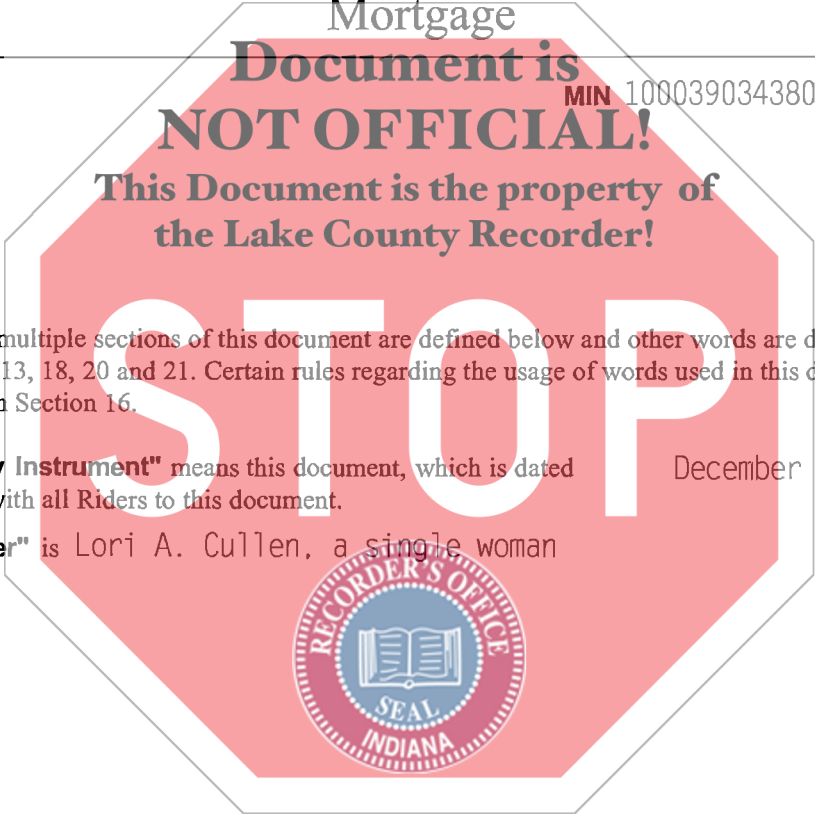 Mortgage
Document is
MIN 100039034380
NOT OFFICIAL!
This Document is the property of
the Lake County Recorder!
STOP
multiple sections of this document are defined below and other words are d
13, 18, 20 and 21. Certain rules regarding the usage of words used in this d
Section 16.
Instrument" means this document, which is dated December
with all Riders to this document.
er" is Lori A. Cullen, a single woman
RECORDER'S OFFICE
SEAL
INDIANA